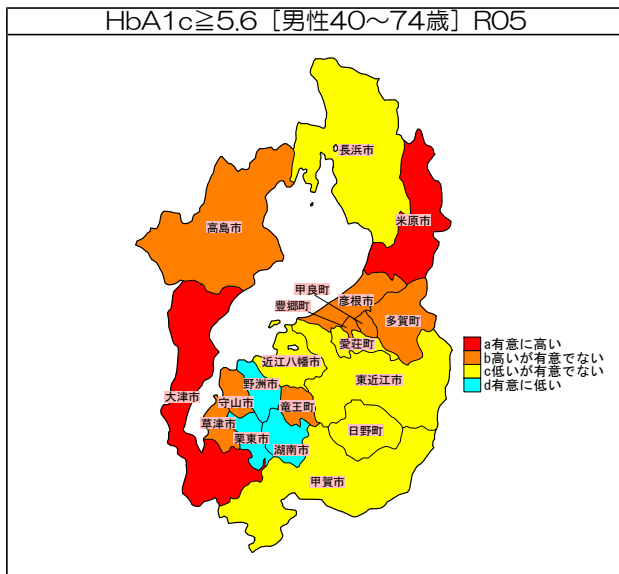 HbA1c≧5.6［男性40～74歳］R05
長浜市
米原市
高島市
甲良町
彦根市
豊郷町
多賀町
愛荘町
a有意に高い
b高いが有意でない
c低いが有意でない
d有意に低い
近江八幡市
東近江市
野洲市
大津市
守山市
竜王町
草津市
日野町
栗東市
湖南市
甲賀市